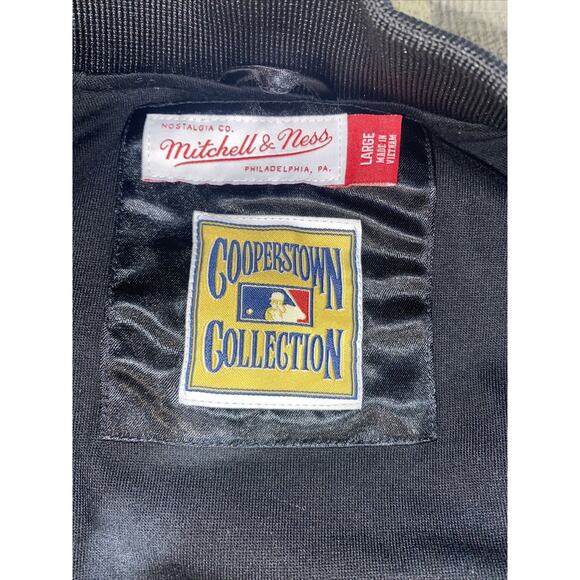 NOSTALGIA CO.
Mitchell & Ness
PHILADELPHIA, PA.
LARGE
MADE IN
VIETNAM
COOPERSTOWN
COLLECTION